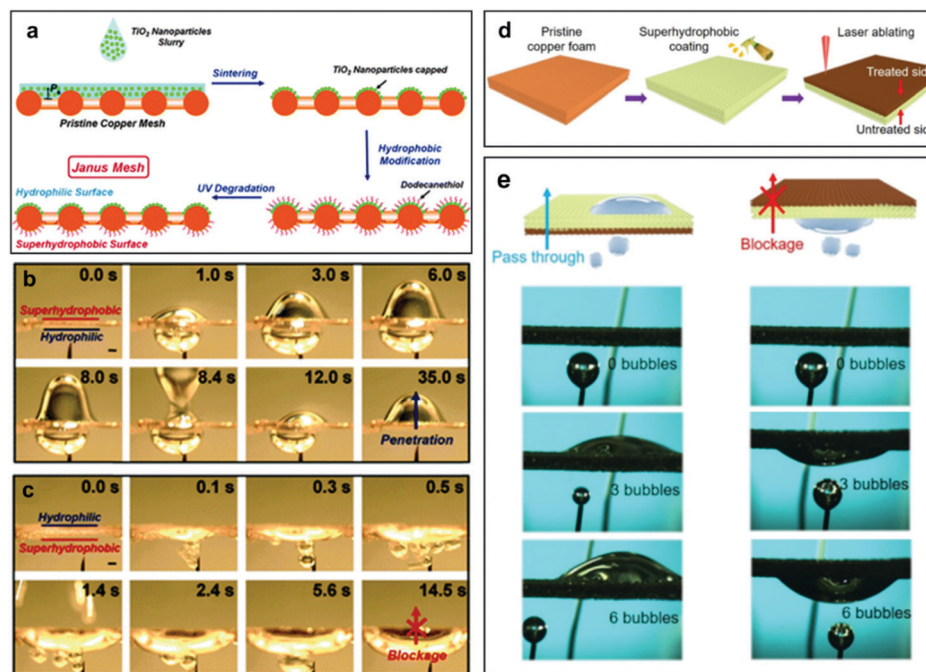 a
TiO2 Nanoparticles
Slurry
Sintering
TiO2 Nanoparticles
capped
P
Pristine Copper Mesh
Hydrophobic
Modification
Janus Mesh
Hydrophilic Surface
UV Degradation
Dodecanethiol
Superhydrophobic Surface
b
0.0 s
1.0 s
3.0 s
6.0 s
Superhydrophobic
Hydrophilic
8.0 s
8.4 s
12.0 s
35.0 s
Penetration
c
0.0 s
0.1 s
0.3 s
0.5 s
Hydrophilic
Superhydrophobic
1.4 s
2.4 s
5.6 s
14.5 s
Blockage
d
Pristine
copper foam
Superhydrophobic
coating
Laser ablating
Treated side
Untreated side
e
Pass through
Blockage
0 bubbles
0 bubbles
3 bubbles
3 bubbles
6 bubbles
6 bubbles